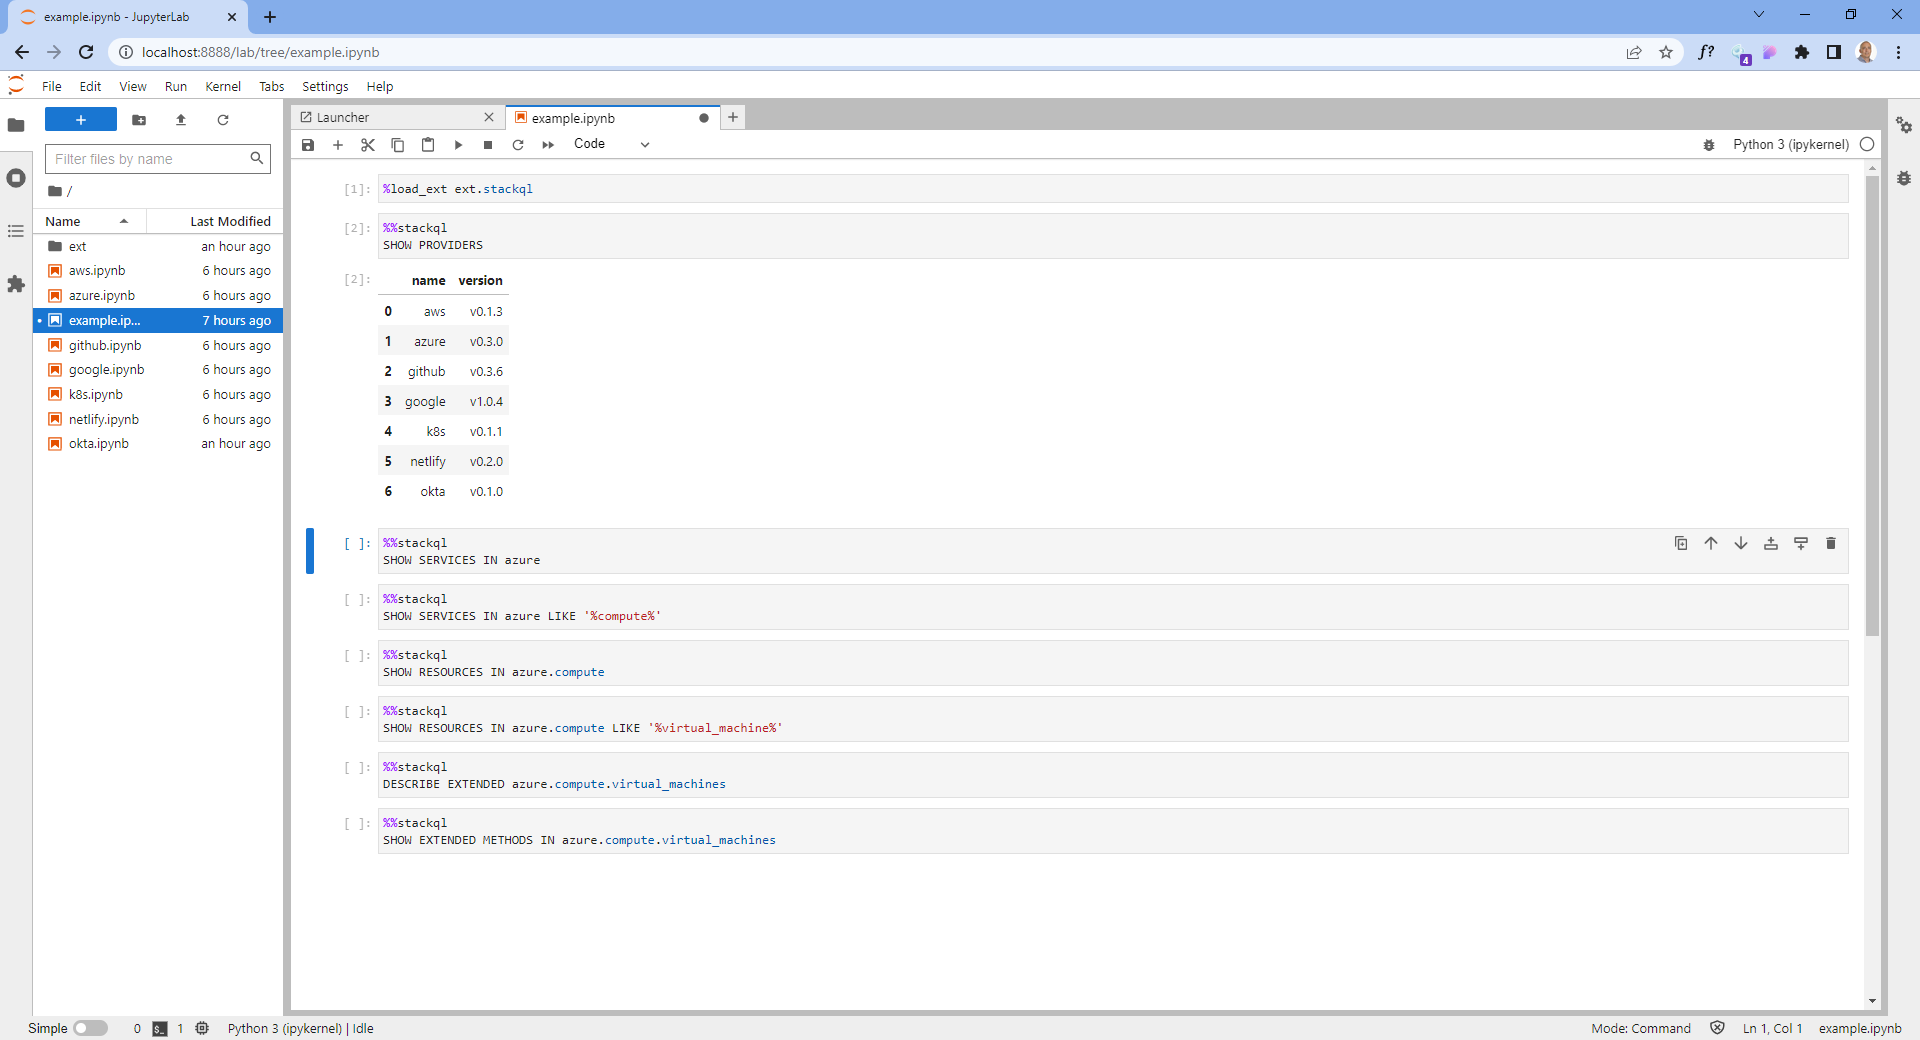 example.ipynb - JupyterLab
localhost:8888/lab/tree/example.ipynb
f?
4
File Edit View Run Kernel Tabs Settings Help
Filter files by name
/
Name Last Modified
ext an hour ago
aws.ipynb 6 hours ago
azure.ipynb 6 hours ago
example.ip... 7 hours ago
github.ipynb 6 hours ago
google.ipynb 6 hours ago
k8s.ipynb 6 hours ago
netlify.ipynb 6 hours ago
okta.ipynb an hour ago
Launcher
example.ipynb
Code
Python 3 (ipykernel)
[1]: %load_ext ext.stackql
[2]: %%stackql
SHOW PROVIDERS
[2]: name version
0 aws v0.1.3
1 azure v0.3.0
2 github v0.3.6
3 google v1.0.4
4 k8s v0.1.1
5 netlify v0.2.0
6 okta v0.1.0
[ ]: %%stackql
SHOW SERVICES IN azure
[ ]: %%stackql
SHOW SERVICES IN azure LIKE '%compute%'
[ ]: %%stackql
SHOW RESOURCES IN azure.compute
[ ]: %%stackql
SHOW RESOURCES IN azure.compute LIKE '%virtual_machine%'
[ ]: %%stackql
DESCRIBE EXTENDED azure.compute.virtual_machines
[ ]: %%stackql
SHOW EXTENDED METHODS IN azure.compute.virtual_machines
Simple 0 $_ 1 Python 3 (ipykernel) | Idle
Mode: Command Ln 1, Col 1 example.ipynb